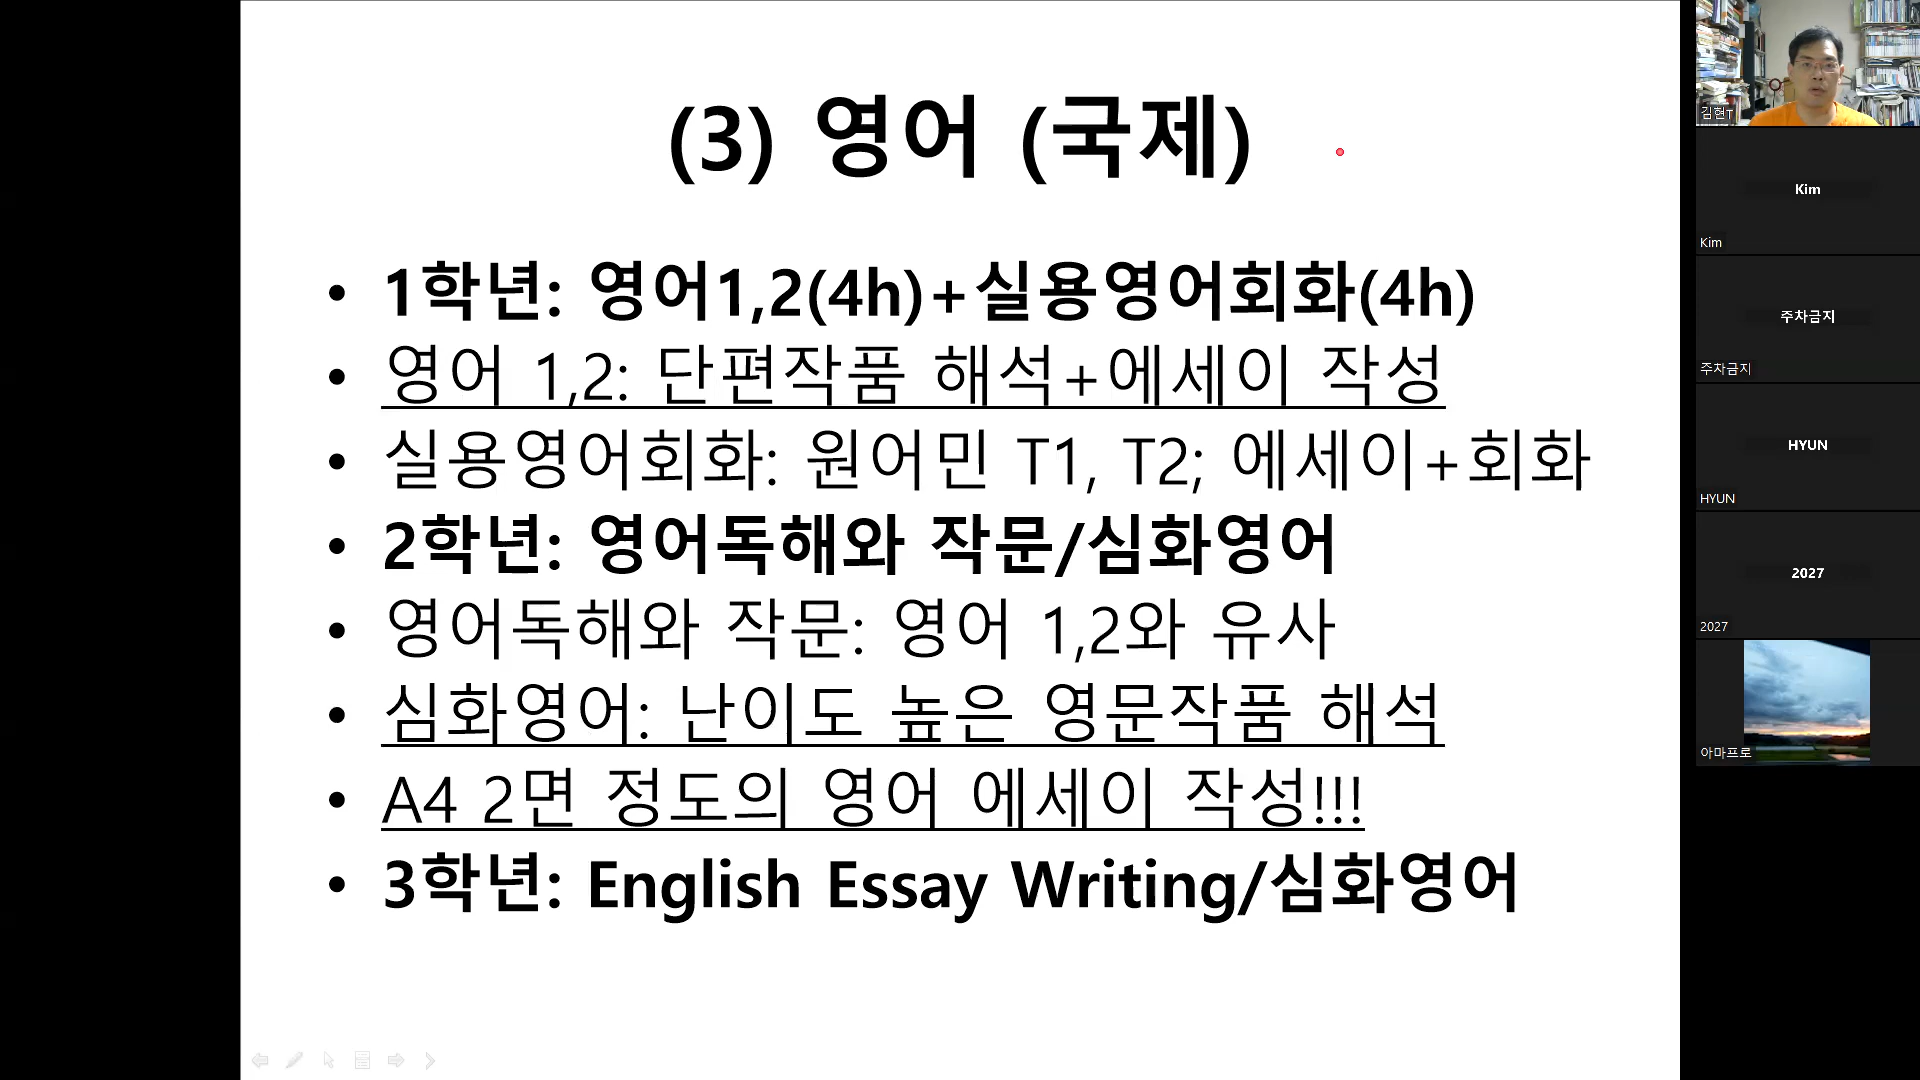 (3) 영어 (국제)
• 1학년: 영어1,2(4h)+실용영어회화(4h)
• 영어 1,2: 단편작품 해석+에세이 작성
• 실용영어회화: 원어민 T1, T2; 에세이+회화
• 2학년: 영어독해와 작문/심화영어
• 영어독해와 작문: 영어 1,2와 유사
• 심화영어: 난이도 높은 영문작품 해석
• A4 2면 정도의 영어 에세이 작성!!!
• 3학년: English Essay Writing/심화영어
김현T
Kim
Kim
주차금지
주차금지
HYUN
HYUN
2027
2027
아마프로